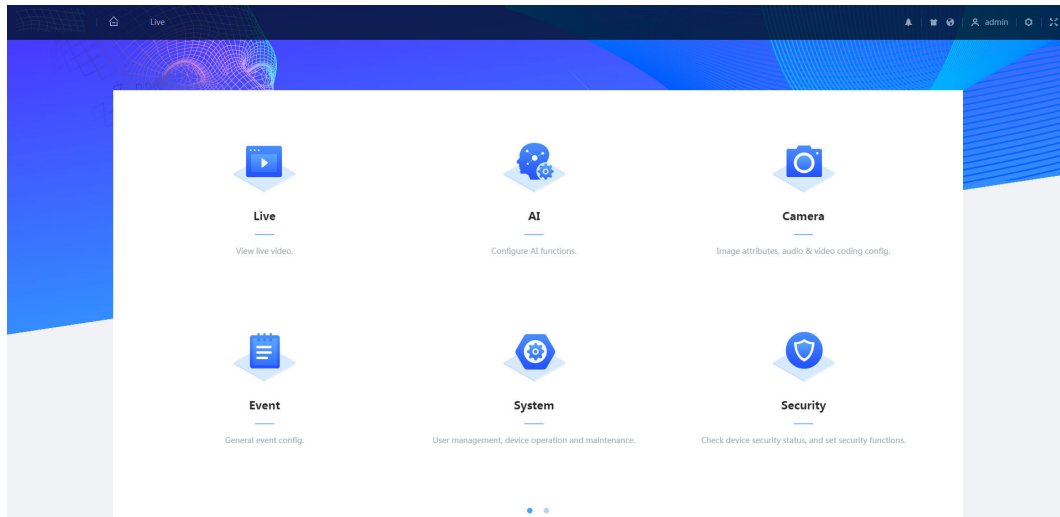 Live
admin
Live
AI
Camera
View live video.
Configure AI functions.
Image attributes, audio & video coding config.
Event
System
Security
General event config.
User management, device operation and maintenance.
Check device security status, and set security functions.